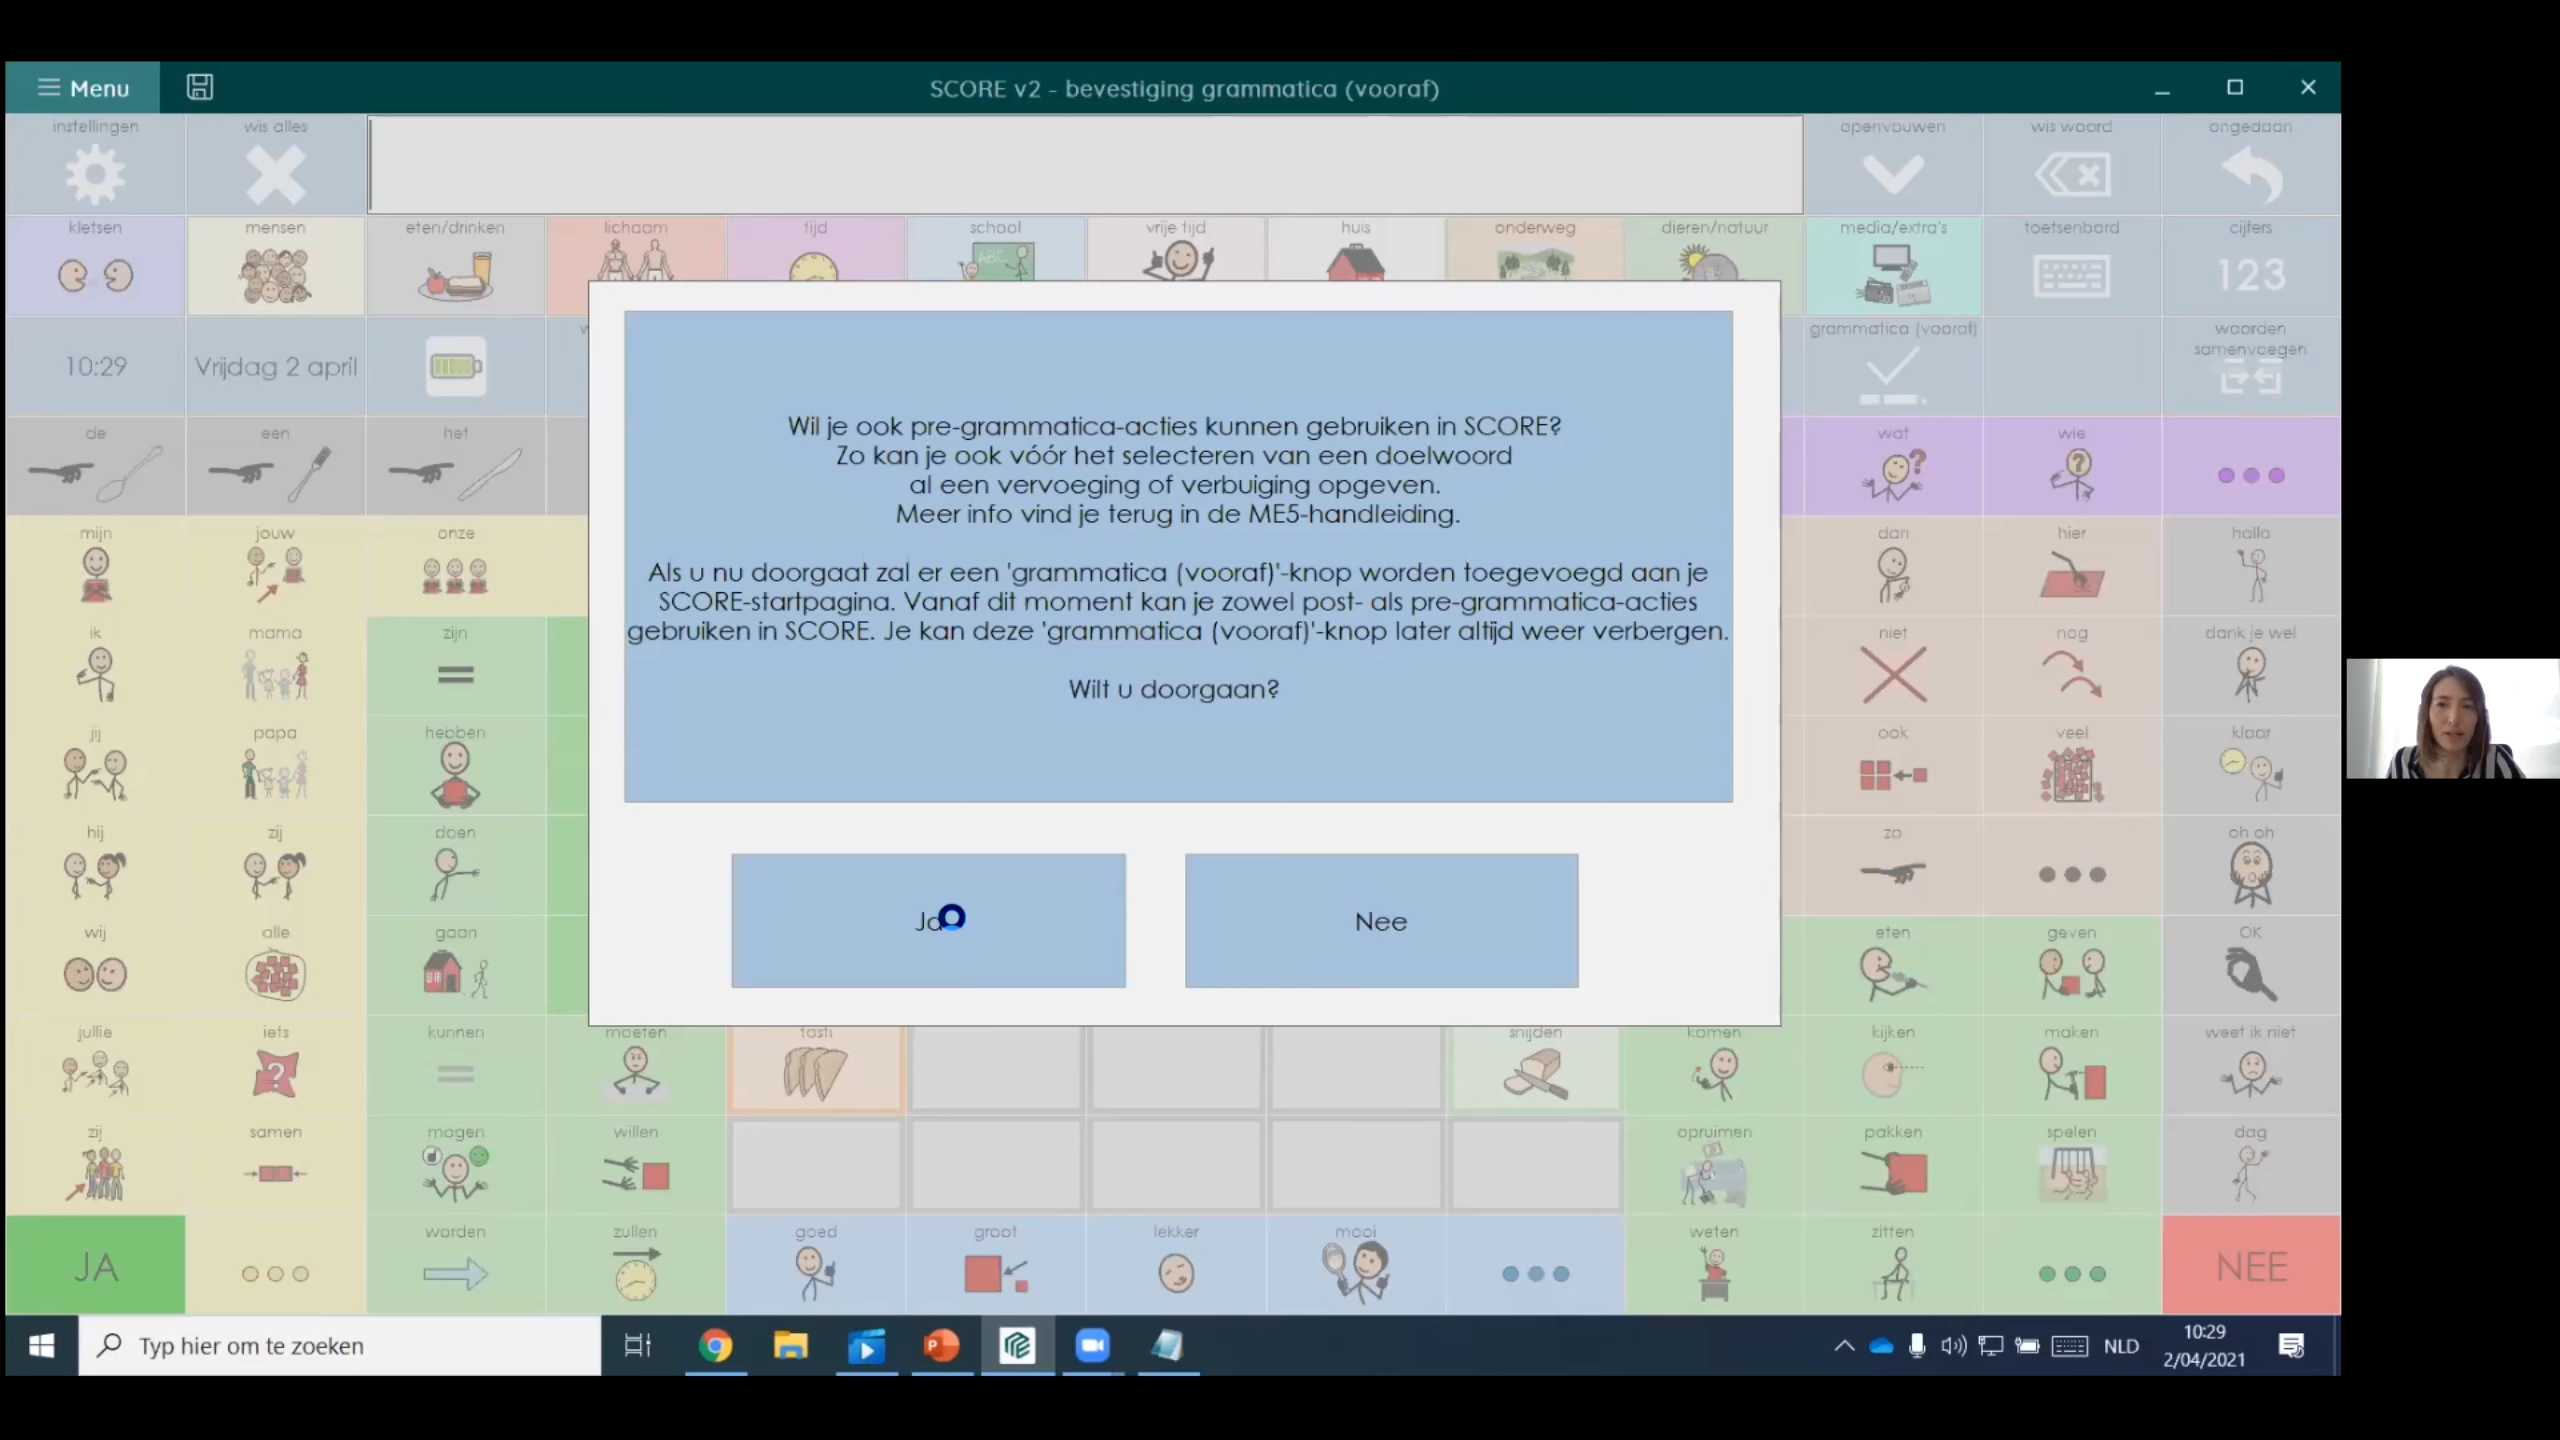 Menu
SCORE v2 - bevestiging grammatica (vooraf)
instellingen
wis alles
openvouwen
wis woord
ongedaan
kletsen
mensen
eten/drinken
lichaam
tijd
school
vrije tijd
huis
onderweg
dieren/natuur
media/extra's
toetsenbord
cijfers
ABC
123
10:29
Vrijdag 2 april
grammatica (vooraf)
woorden
samenvoegen
de
een
het
wat
wie
Wil je ook pre-grammatica-acties kunnen gebruiken in SCORE?
Zo kan je ook vóór het selecteren van een doelwoord
al een vervoeging of verbuiging opgeven.
Meer info vind je terug in de ME5-handleiding.
Als u nu doorgaat zal er een 'grammatica (vooraf)'-knop worden toegevoegd aan je
SCORE-startpagina. Vanaf dit moment kan je zowel post- als pre-grammatica-acties
gebruiken in SCORE. Je kan deze 'grammatica (vooraf)'-knop later altijd weer verbergen.
Wilt u doorgaan?
Ja
Nee
mijn
jouw
onze
dan
hier
hallo
ik
mama
zijn
niet
nog
dank je wel
jij
papa
hebben
ook
veel
klaar
hij
zij
doen
zo
oh oh
wij
alle
gaan
eten
geven
OK
jullie
iets
kunnen
moeten
tosti
snijden
komen
kijken
maken
weet ik niet
zij
samen
mogen
willen
opruimen
pakken
spelen
dag
JA
worden
zullen
goed
groot
lekker
mooi
weten
zitten
NEE
Typ hier om te zoeken
NLD
10:29
2/04/2021